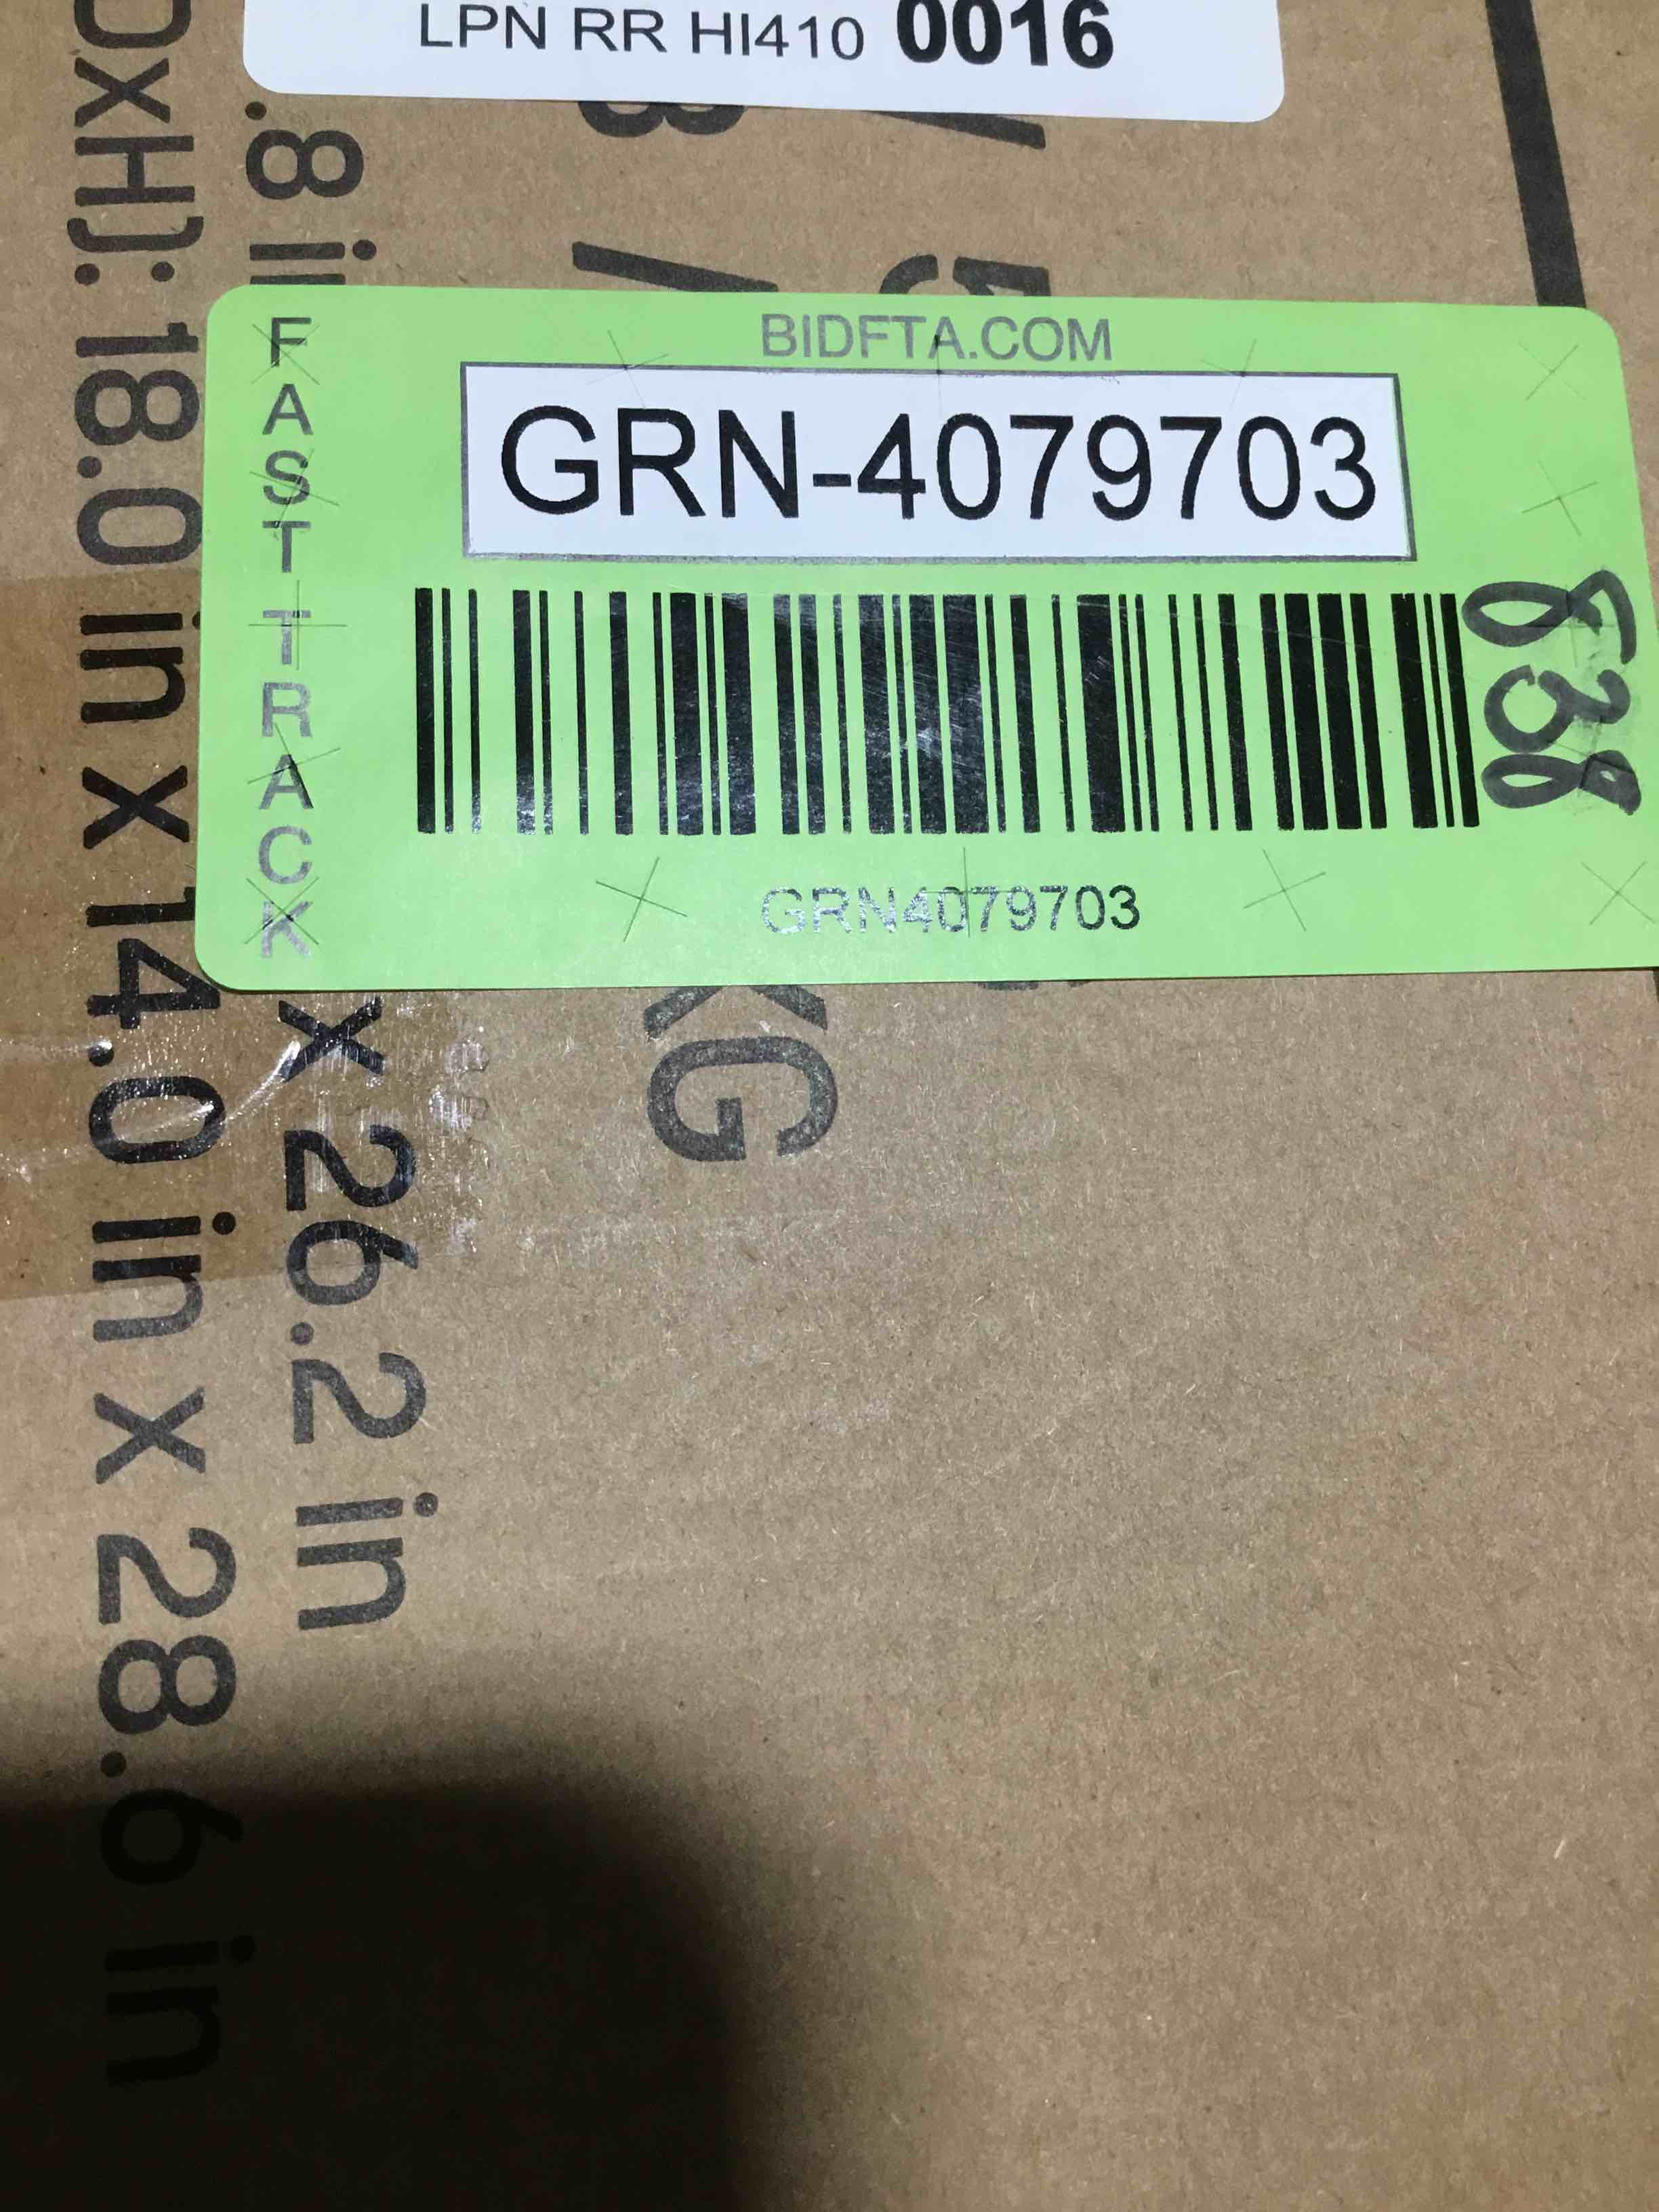 LPN RR HI410 0016
BIDFTA.COM
FAST TRACK
GRN-4079703
GRN4079703
838
KG
.8 in
x 26.2 in
DxH]: 18.0 in x 14.0 in x 28.6 in